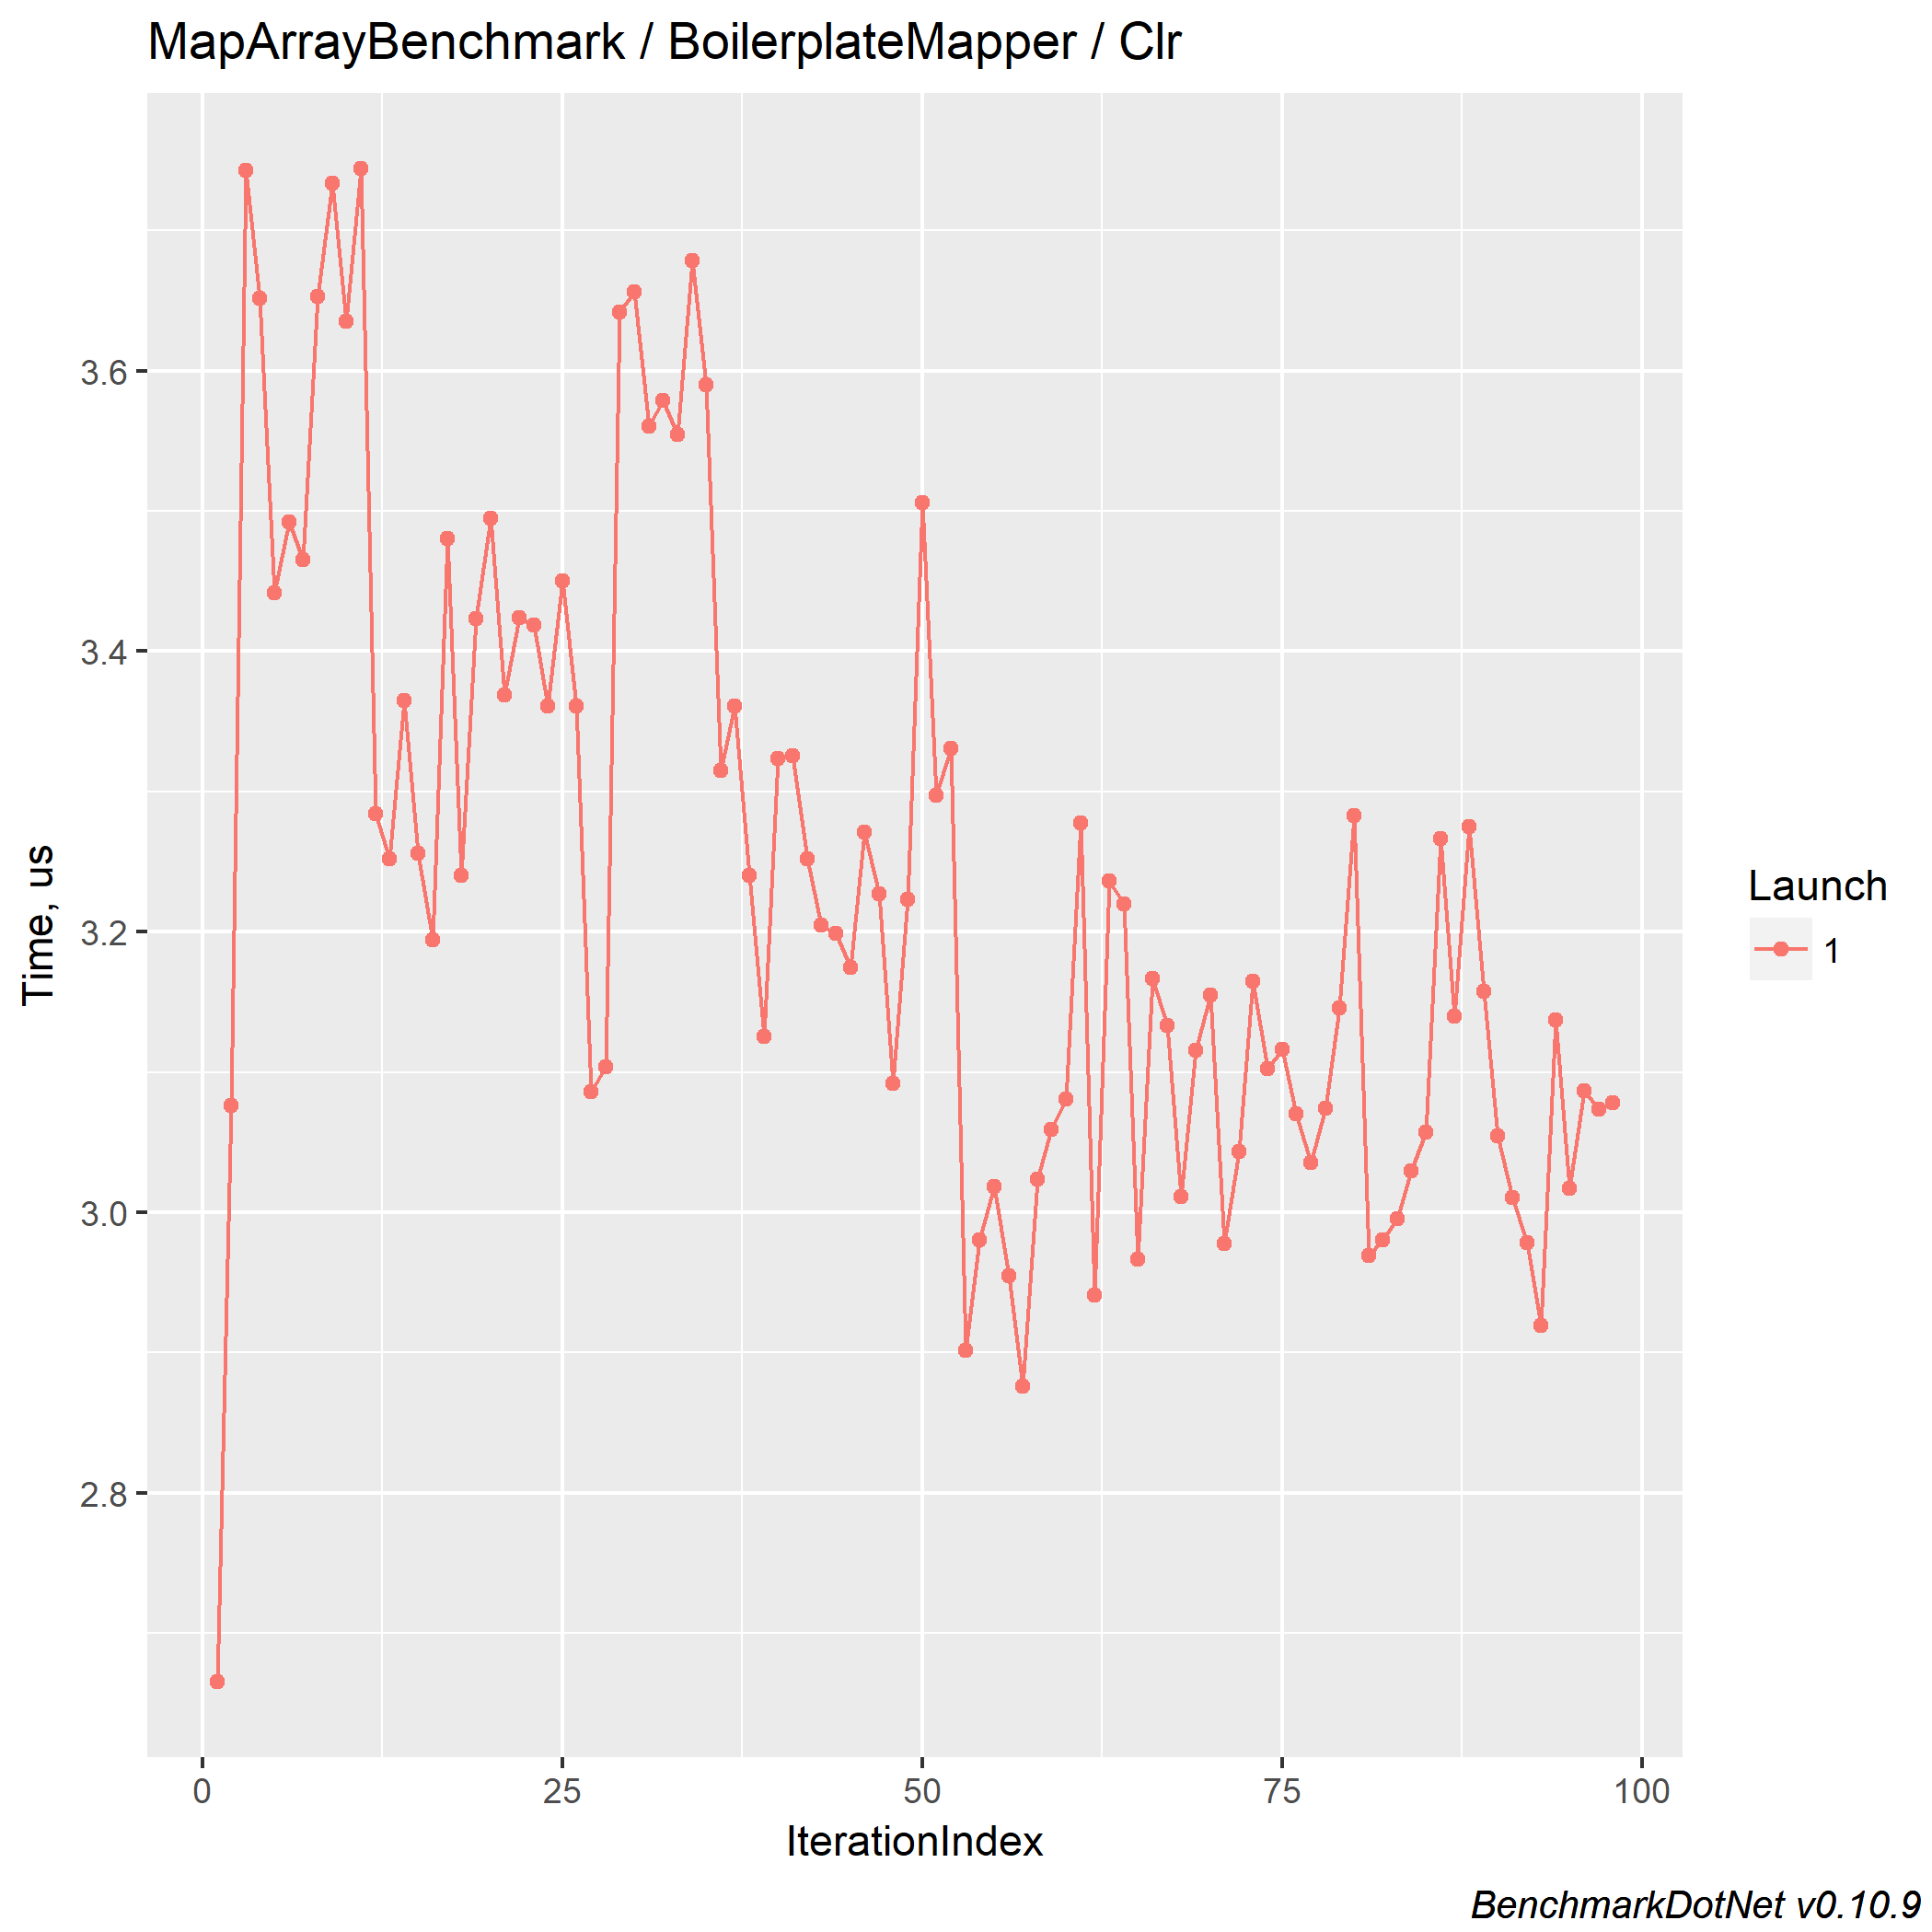 MapArrayBenchmark / BoilerplateMapper / Clr
3.6
3.4
3.2
3.0
2.8
Time, us
0 25 50 75 100
IterationIndex
Launch
1
BenchmarkDotNet v0.10.9